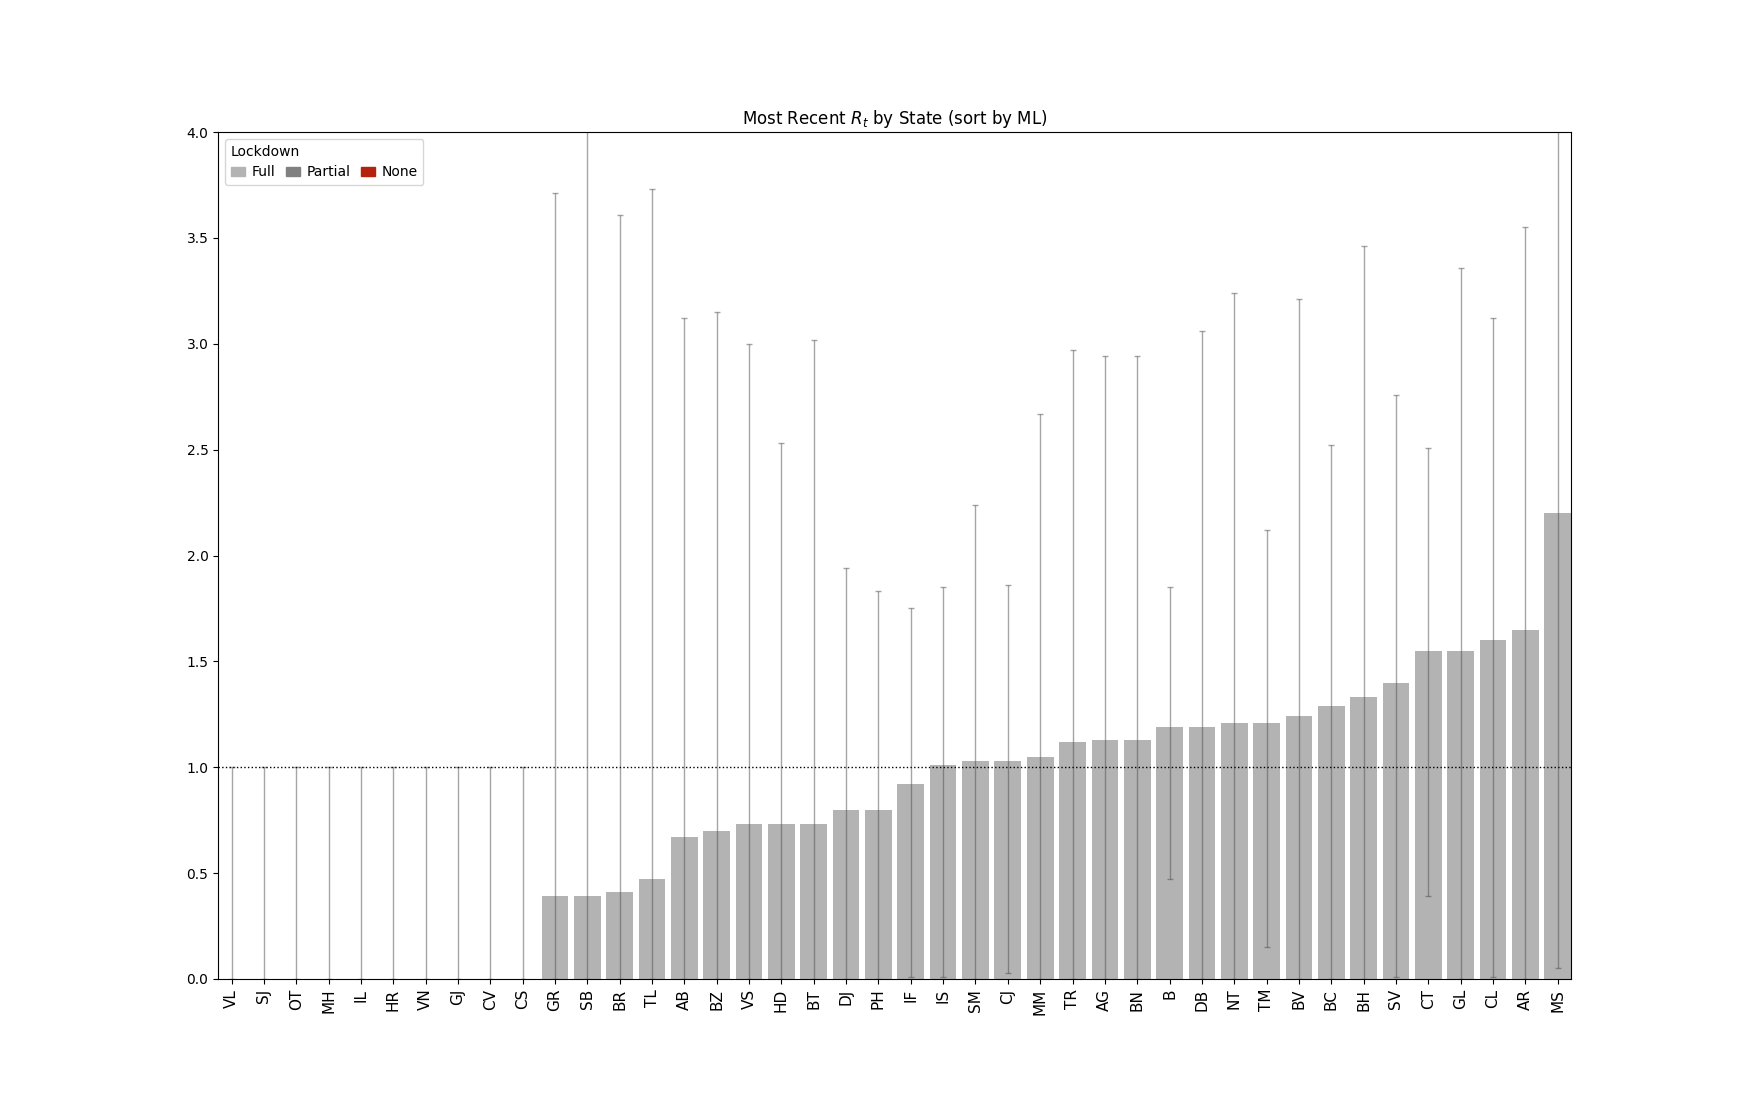 Most Recent Rt by State (sort by ML)
Lockdown
Full Partial None
4.0
3.5
3.0
2.5
2.0
1.5
1.0
0.5
0.0
VL SJ OT MH IL HR VN GJ CV CS GR SB BR TL AB BZ VS HD BT DJ PH IF IS SM CJ MM TR AG BN B DB NT TM BV BC BH SV CT GL CL AR MS